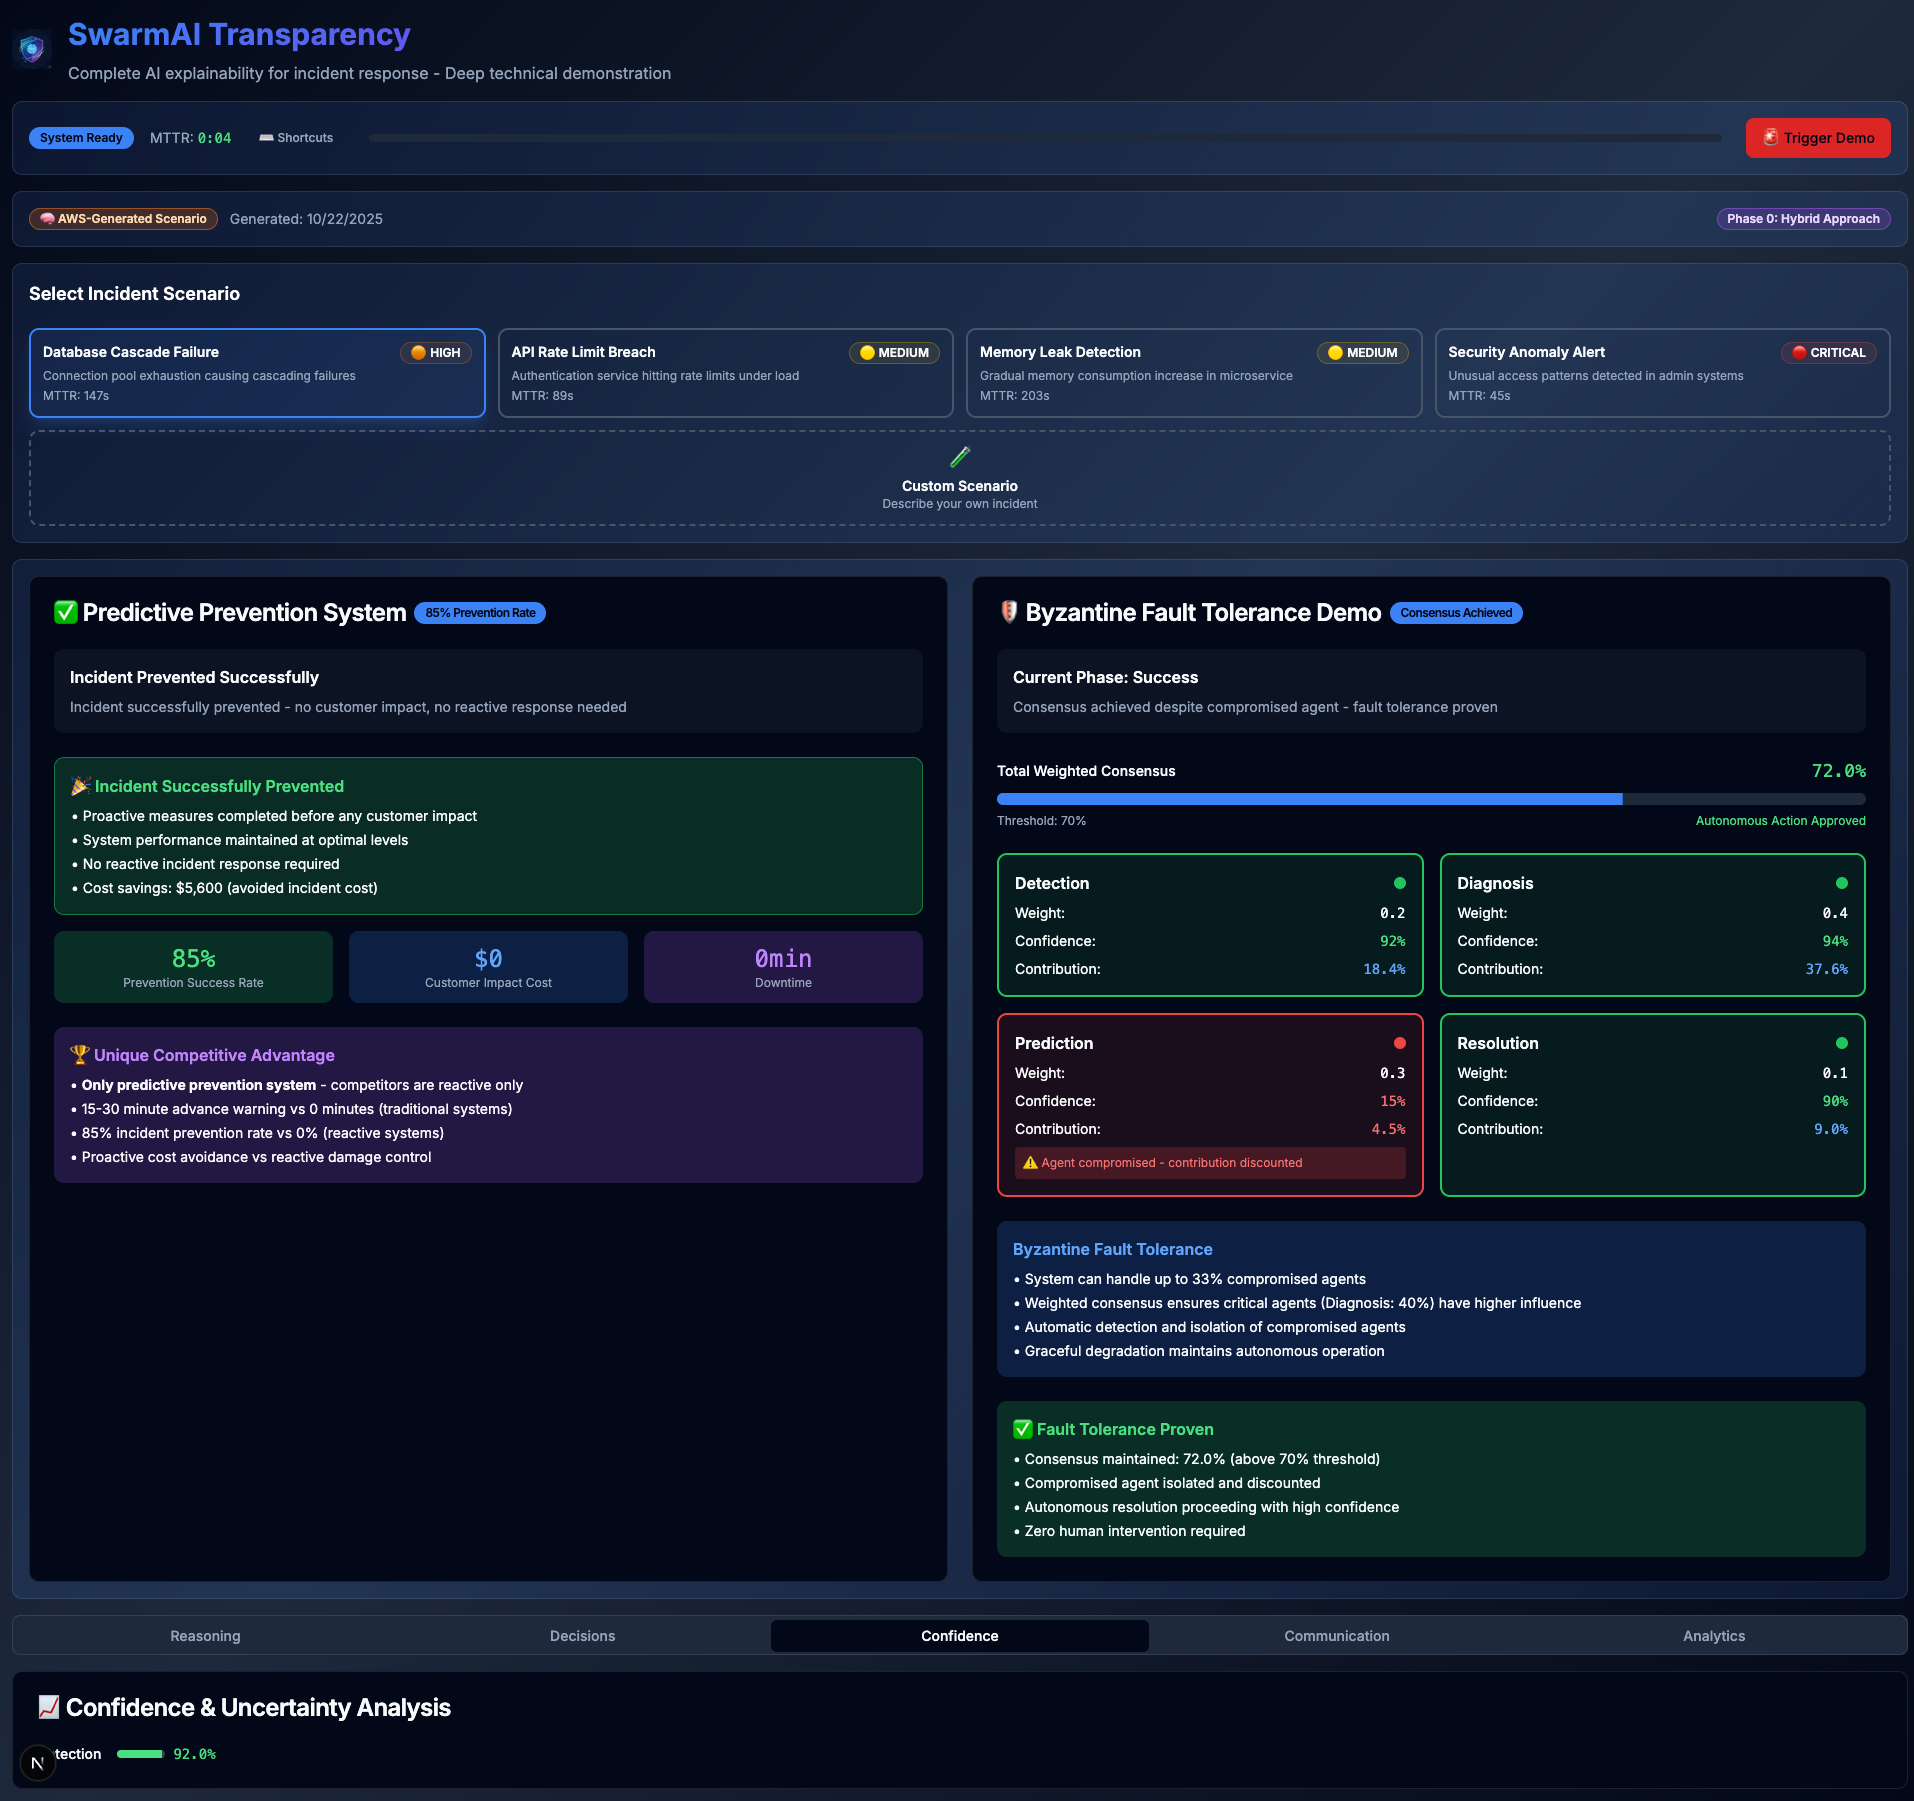 SwarmAI Transparency
Complete AI explainability for incident response - Deep technical demonstration
System Ready
MTTR: 0:04
Shortcuts
Trigger Demo
AWS-Generated Scenario
Generated: 10/22/2025
Phase 0: Hybrid Approach
Select Incident Scenario
Database Cascade Failure
HIGH
Connection pool exhaustion causing cascading failures
MTTR: 147s
API Rate Limit Breach
MEDIUM
Authentication service hitting rate limits under load
MTTR: 89s
Memory Leak Detection
MEDIUM
Gradual memory consumption increase in microservice
MTTR: 203s
Security Anomaly Alert
CRITICAL
Unusual access patterns detected in admin systems
MTTR: 45s
Custom Scenario
Describe your own incident
Predictive Prevention System
85% Prevention Rate
Incident Prevented Successfully
Incident successfully prevented - no customer impact, no reactive response needed
Incident Successfully Prevented
• Proactive measures completed before any customer impact
• System performance maintained at optimal levels
• No reactive incident response required
• Cost savings: $5,600 (avoided incident cost)
85%
Prevention Success Rate
$0
Customer Impact Cost
0min
Downtime
Unique Competitive Advantage
• Only predictive prevention system - competitors are reactive only
• 15-30 minute advance warning vs 0 minutes (traditional systems)
• 85% incident prevention rate vs 0% (reactive systems)
• Proactive cost avoidance vs reactive damage control
Byzantine Fault Tolerance Demo
Consensus Achieved
Current Phase: Success
Consensus achieved despite compromised agent - fault tolerance proven
Total Weighted Consensus
72.0%
Threshold: 70%
Autonomous Action Approved
Detection
Weight: 0.2
Confidence: 92%
Contribution: 18.4%
Diagnosis
Weight: 0.4
Confidence: 94%
Contribution: 37.6%
Prediction
Weight: 0.3
Confidence: 15%
Contribution: 4.5%
Agent compromised - contribution discounted
Resolution
Weight: 0.1
Confidence: 90%
Contribution: 9.0%
Byzantine Fault Tolerance
• System can handle up to 33% compromised agents
• Weighted consensus ensures critical agents (Diagnosis: 40%) have higher influence
• Automatic detection and isolation of compromised agents
• Graceful degradation maintains autonomous operation
Fault Tolerance Proven
• Consensus maintained: 72.0% (above 70% threshold)
• Compromised agent isolated and discounted
• Autonomous resolution proceeding with high confidence
• Zero human intervention required
Reasoning
Decisions
Confidence
Communication
Analytics
Confidence & Uncertainty Analysis
tection
92.0%
N